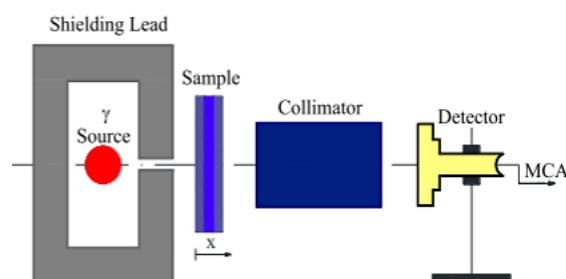 Shielding Lead
γ
Source
Sample
x
Collimator
Detector
MCA